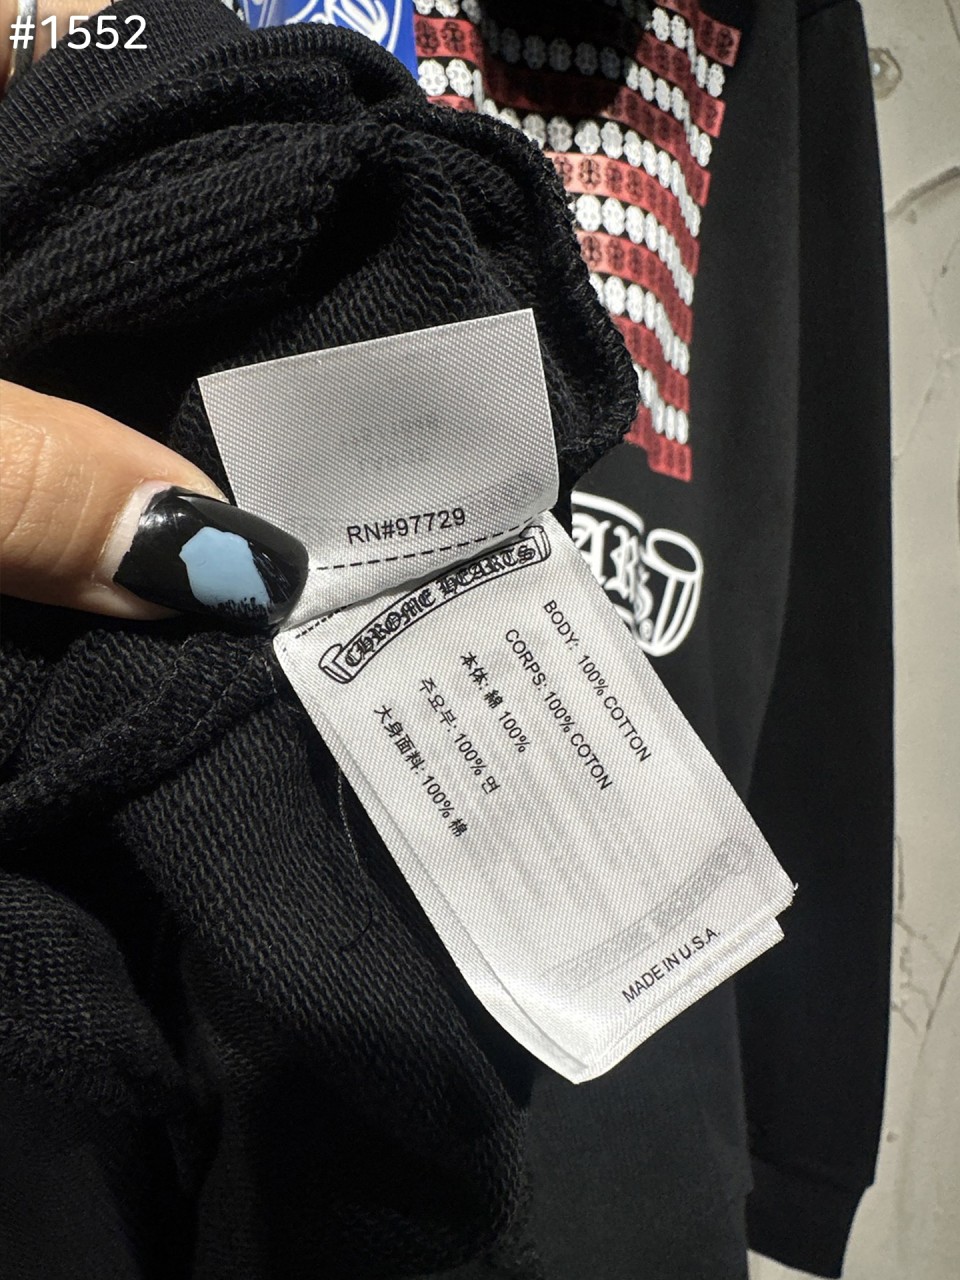 #1552
RN#97729
CHROME HEARTS
BODY: 100% COTTON
CORPS: 100% COTON
本体: 綿 100%
주요부: 100% 면
大身面料: 100% 棉
MADE IN U.S.A.